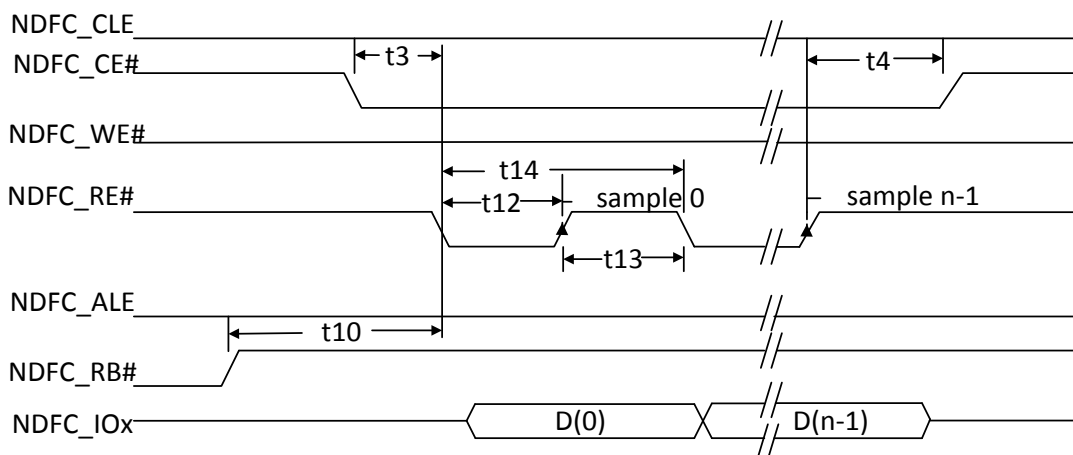 NDFC_CLE
t3
t4
NDFC_CE#
NDFC_WE#
t14
NDFC_RE#
t12
sample 0
sample n-1
t13
NDFC_ALE
t10
NDFC_RB#
NDFC_IOx
D(0)
D(n-1)